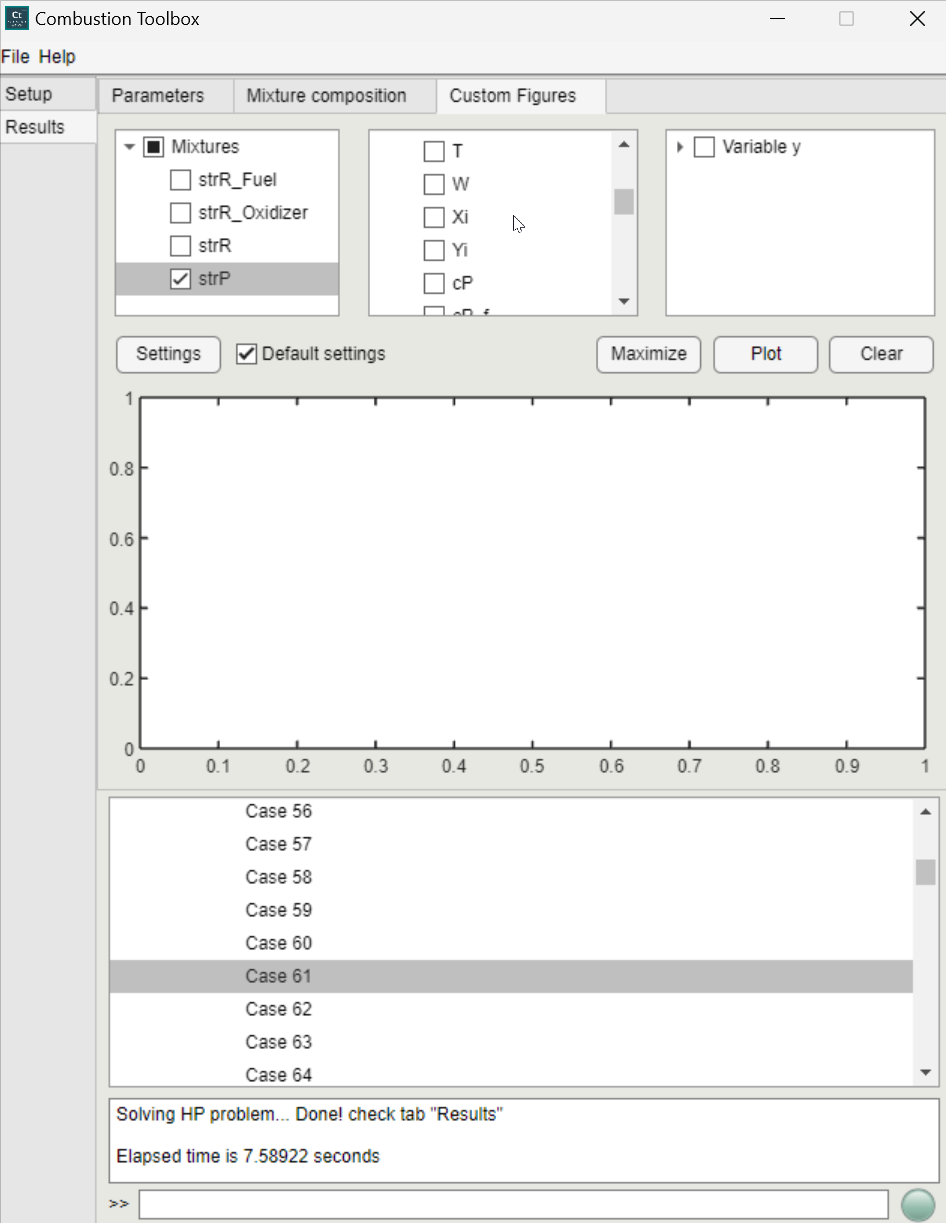 Ct
Combustion Toolbox
File Help
Setup
Results
Parameters
Mixture composition
Custom Figures
Mixtures
strR_Fuel
strR_Oxidizer
strR
strP
T
W
Xi
Yi
cP
cP_f
Variable y
Settings
Default settings
Maximize
Plot
Clear
1
0.8
0.6
0.4
0.2
0
0 0.1 0.2 0.3 0.4 0.5 0.6 0.7 0.8 0.9 1
Case 56
Case 57
Case 58
Case 59
Case 60
Case 61
Case 62
Case 63
Case 64
Solving HP problem... Done! check tab "Results"
Elapsed time is 7.58922 seconds
>>